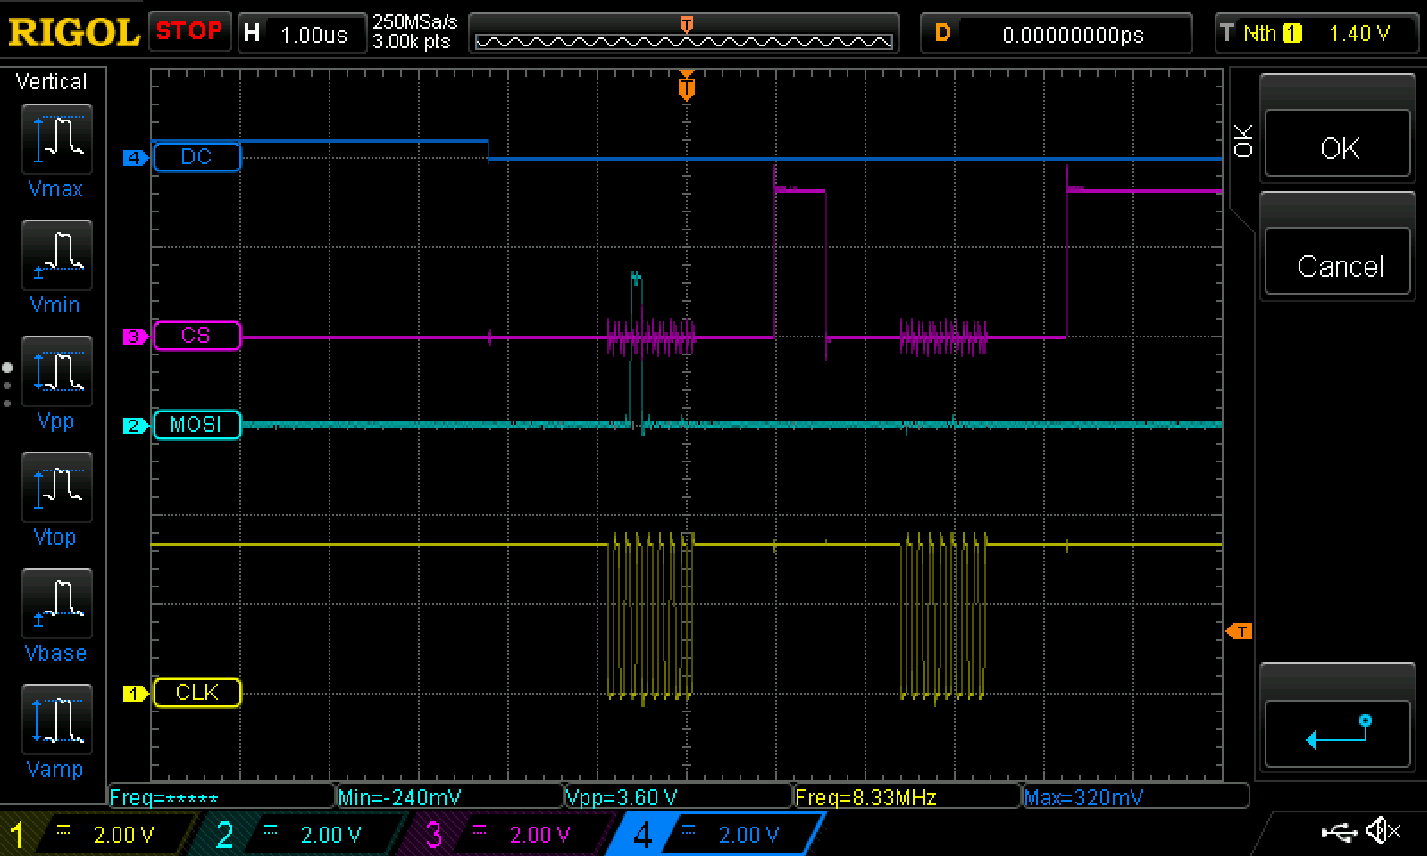 RIGOL STOP H 1.00us 250MSa/s D 0.00000000ps T Nth 1 1.40 V
3.00k pts
T
Vertical
T
Vmax
Vmin
Vpp
Vtop
Vbase
Vamp
4 DC
3 CS
2 MOSI
1 CLK
T
OK
OK
Cancel
Freq=***** Min=-240mV Vpp=3.60 V Freq=8.33MHz Max=320mV
1 2.00 V 2 2.00 V 3 2.00 V 4 2.00 V